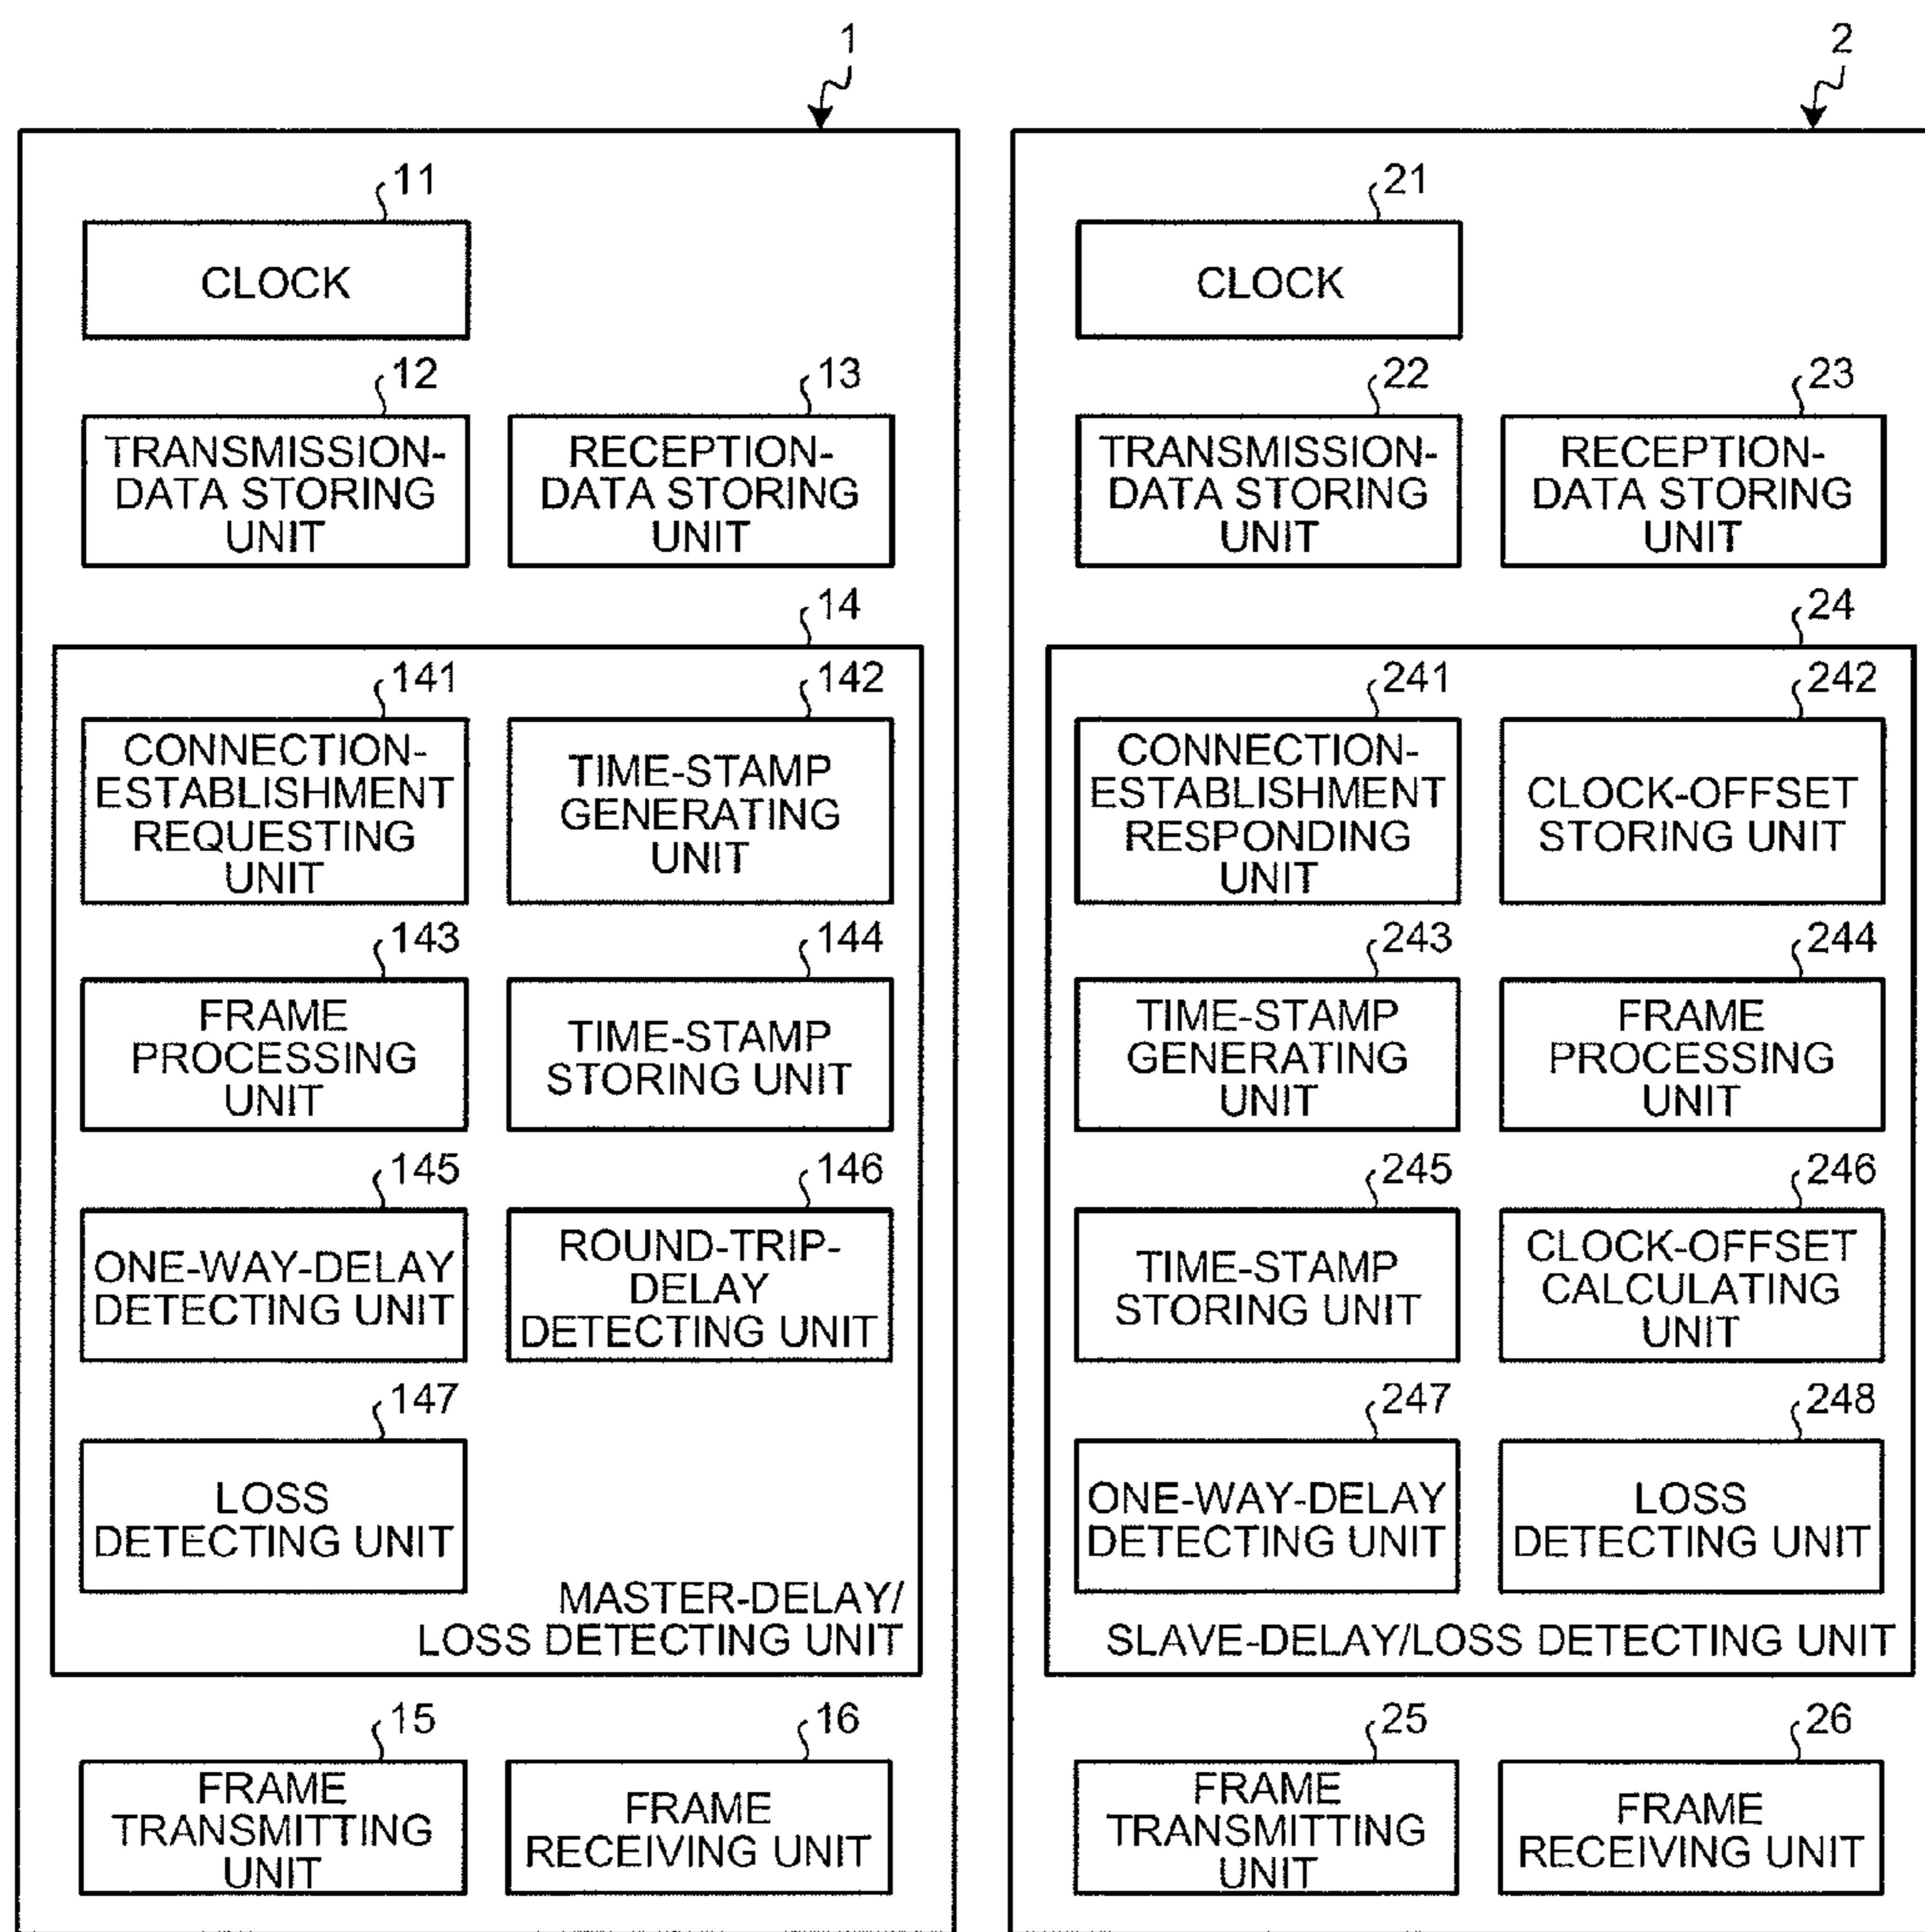 1
11
CLOCK
12
TRANSMISSION-
DATA STORING
UNIT
13
RECEPTION-
DATA STORING
UNIT
14
141
CONNECTION-
ESTABLISHMENT
REQUESTING
UNIT
142
TIME-STAMP
GENERATING
UNIT
143
FRAME
PROCESSING
UNIT
144
TIME-STAMP
STORING UNIT
145
ONE-WAY-DELAY
DETECTING UNIT
146
ROUND-TRIP-
DELAY
DETECTING UNIT
147
LOSS
DETECTING UNIT
MASTER-DELAY/
LOSS DETECTING UNIT
15
FRAME
TRANSMITTING
UNIT
16
FRAME
RECEIVING UNIT
2
21
CLOCK
22
TRANSMISSION-
DATA STORING
UNIT
23
RECEPTION-
DATA STORING
UNIT
24
241
CONNECTION-
ESTABLISHMENT
RESPONDING
UNIT
242
CLOCK-OFFSET
STORING UNIT
243
TIME-STAMP
GENERATING
UNIT
244
FRAME
PROCESSING
UNIT
245
TIME-STAMP
STORING UNIT
246
CLOCK-OFFSET
CALCULATING
UNIT
247
ONE-WAY-DELAY
DETECTING UNIT
248
LOSS
DETECTING UNIT
SLAVE-DELAY/LOSS DETECTING UNIT
25
FRAME
TRANSMITTING
UNIT
26
FRAME
RECEIVING UNIT